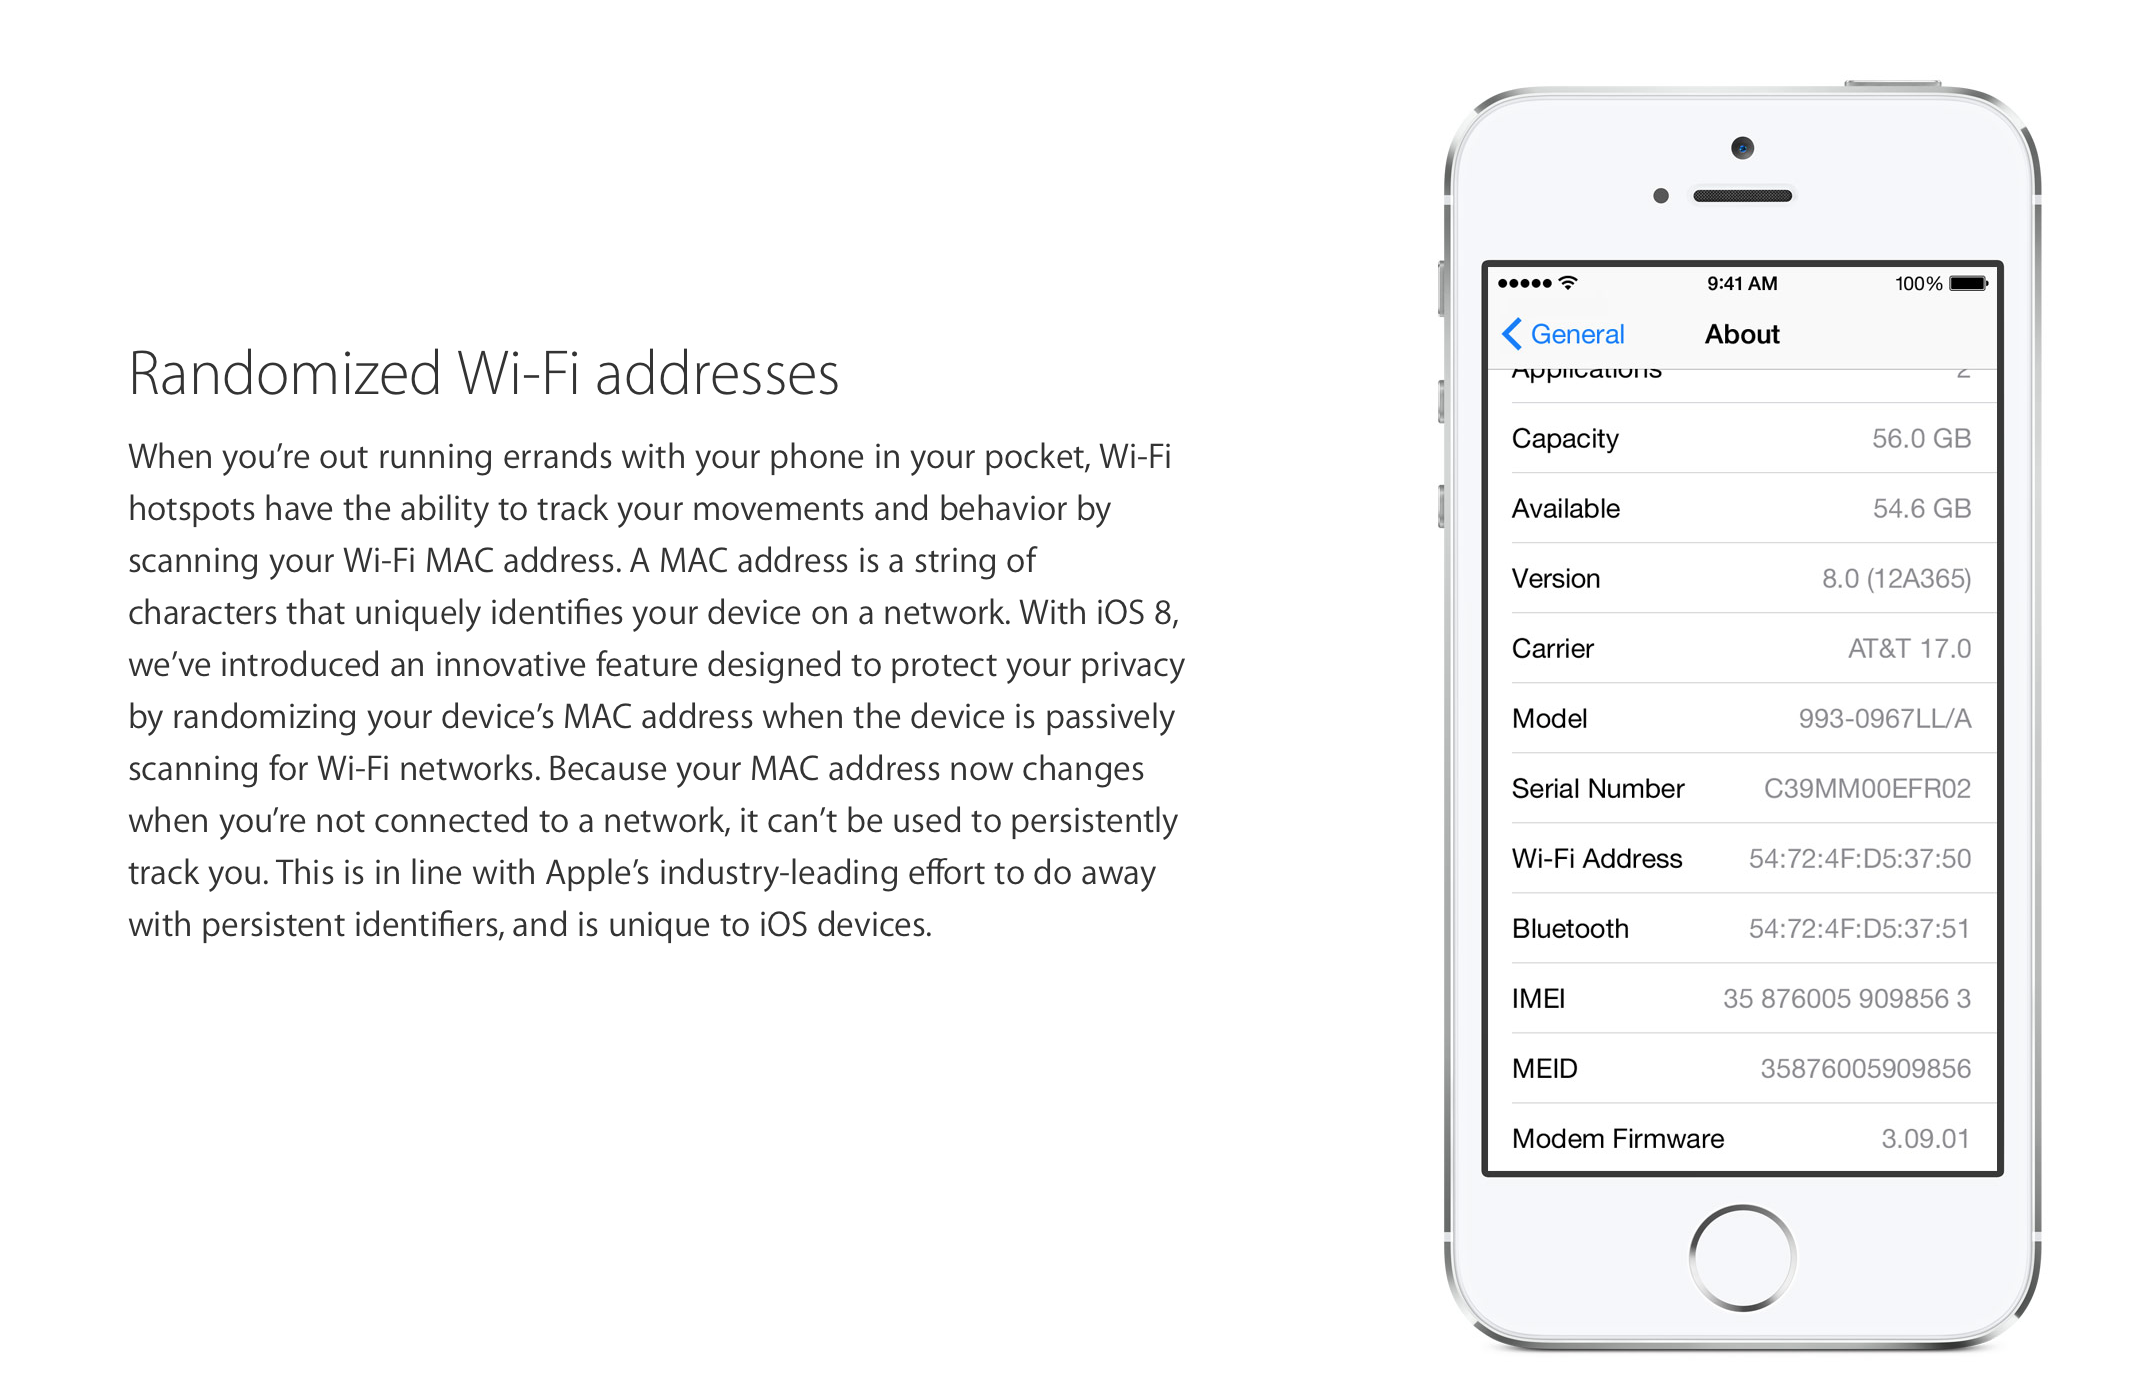 Randomized Wi-Fi addresses
When you’re out running errands with your phone in your pocket, Wi-Fi
hotspots have the ability to track your movements and behavior by
scanning your Wi-Fi MAC address. A MAC address is a string of
characters that uniquely identifies your device on a network. With iOS 8,
we’ve introduced an innovative feature designed to protect your privacy
by randomizing your device’s MAC address when the device is passively
scanning for Wi-Fi networks. Because your MAC address now changes
when you’re not connected to a network, it can’t be used to persistently
track you. This is in line with Apple’s industry-leading effort to do away
with persistent identifiers, and is unique to iOS devices.
9:41 AM 100%
General About
Applications 2
Capacity 56.0 GB
Available 54.6 GB
Version 8.0 (12A365)
Carrier AT&T 17.0
Model 993-0967LL/A
Serial Number C39MM00EFR02
Wi-Fi Address 54:72:4F:D5:37:50
Bluetooth 54:72:4F:D5:37:51
IMEI 35 876005 909856 3
MEID 35876005909856
Modem Firmware 3.09.01